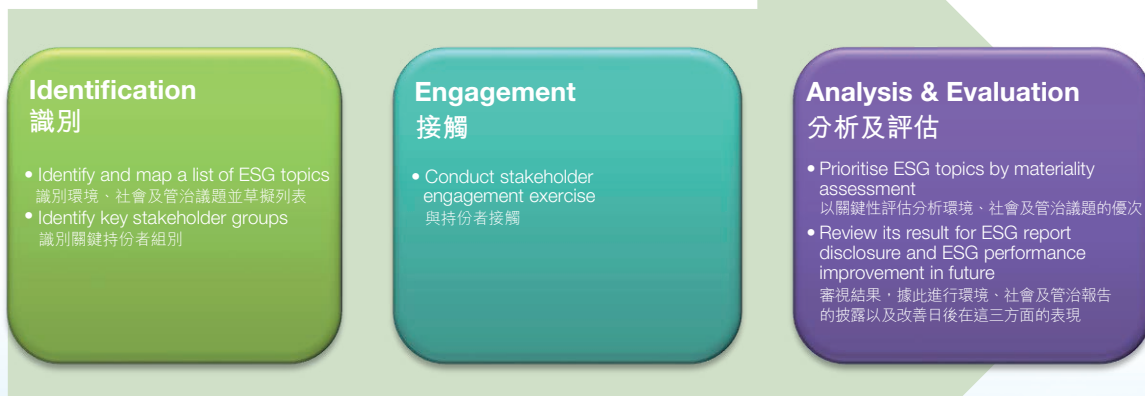 Identification
識別
• Identify and map a list of ESG topics
識別環境、社會及管治議題並草擬列表
• Identify key stakeholder groups
識別關鍵持份者組別
Engagement
接觸
• Conduct stakeholder
engagement exercise
與持份者接觸
Analysis & Evaluation
分析及評估
• Prioritise ESG topics by materiality
assessment
以關鍵性評估分析環境、社會及管治議題的優次
• Review its result for ESG report
disclosure and ESG performance
improvement in future
審視結果，據此進行環境、社會及管治報告
的披露以及改善日後在這三方面的表現